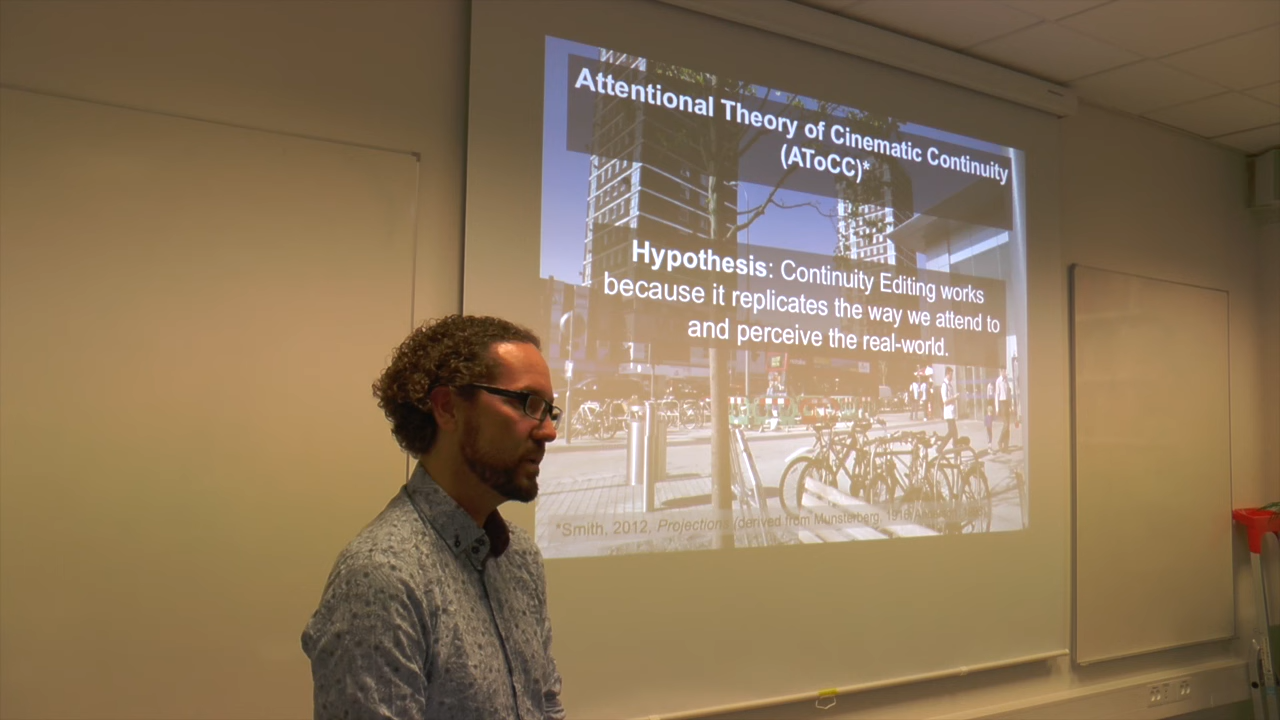 Attentional Theory of Cinematic Continuity
(AToCC)*
Hypothesis: Continuity Editing works
because it replicates the way we attend to
and perceive the real-world.
*Smith, 2012, Projections (derived from Munsterberg, 1916